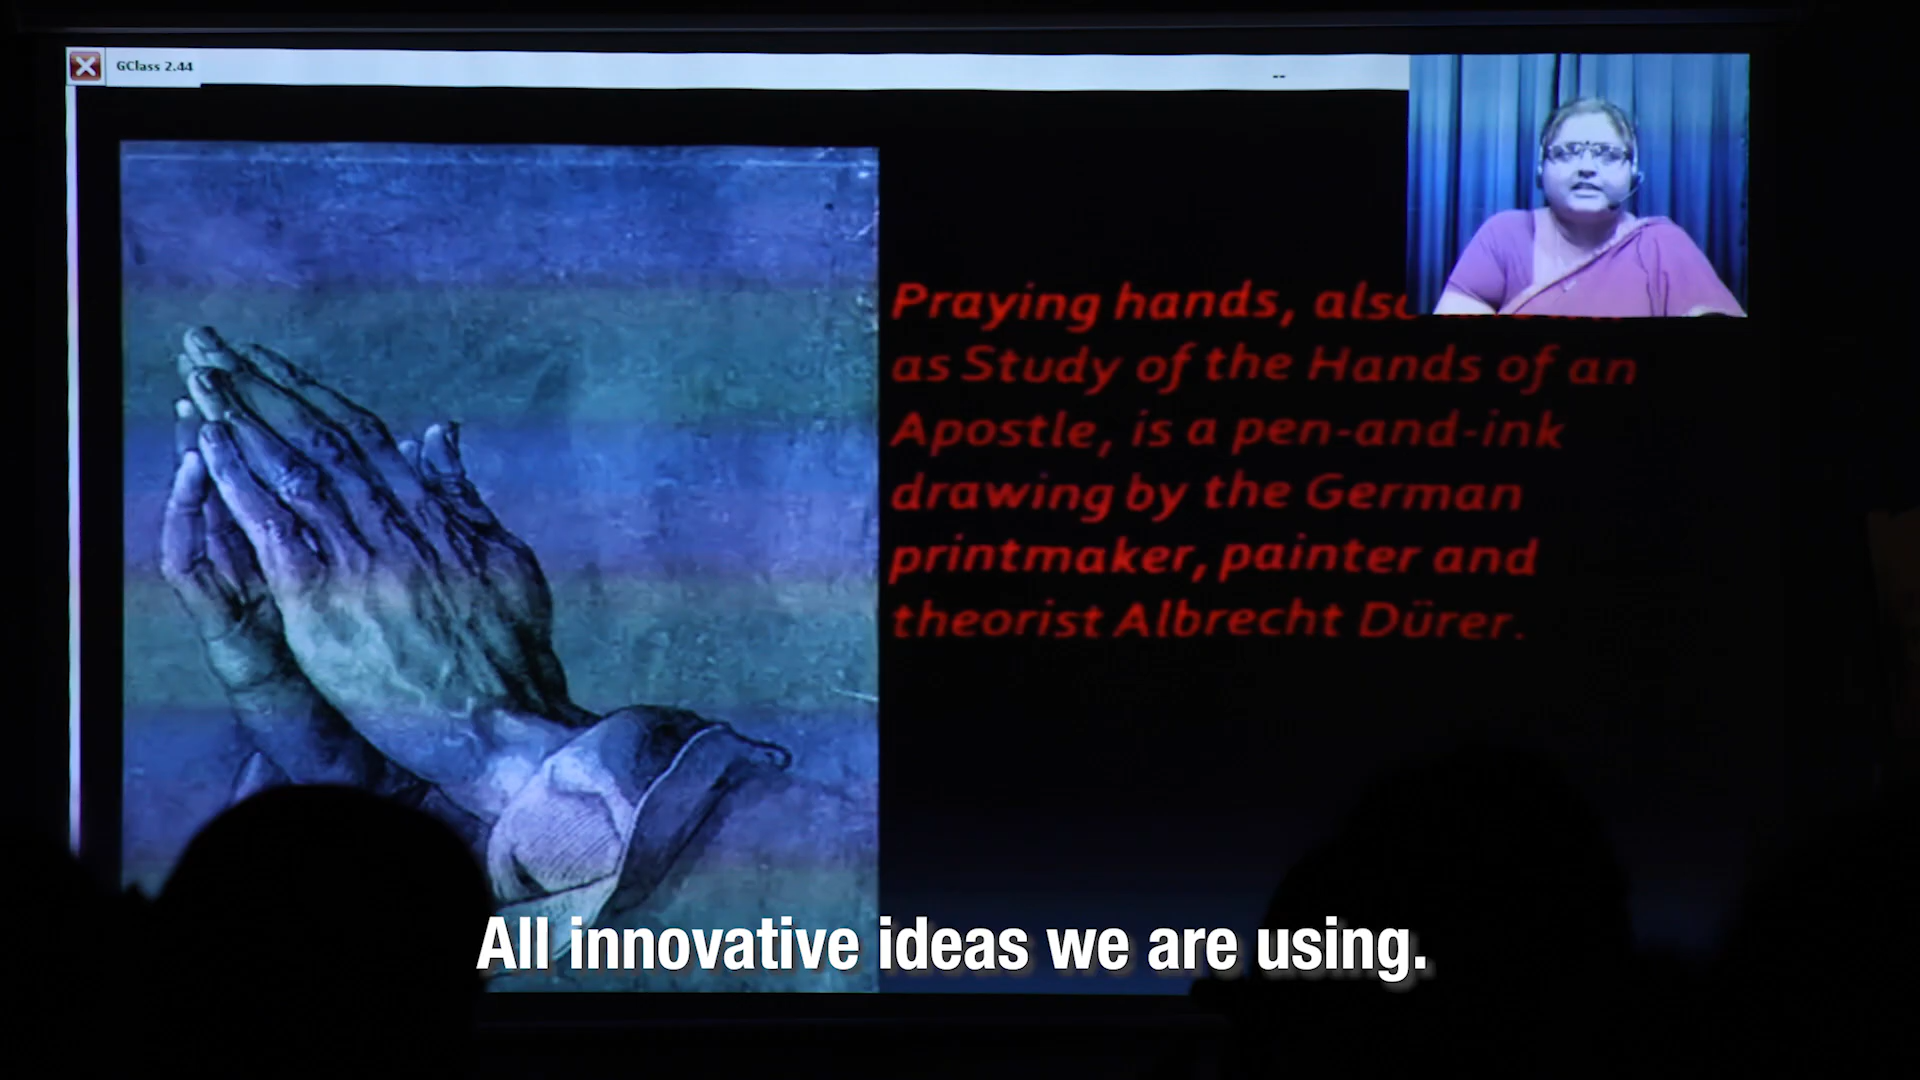 GClass 2.44
--
Praying hands, also
as Study of the Hands of an
Apostle, is a pen-and-ink
drawing by the German
printmaker, painter and
theorist Albrecht Dürer.
All innovative ideas we are using.